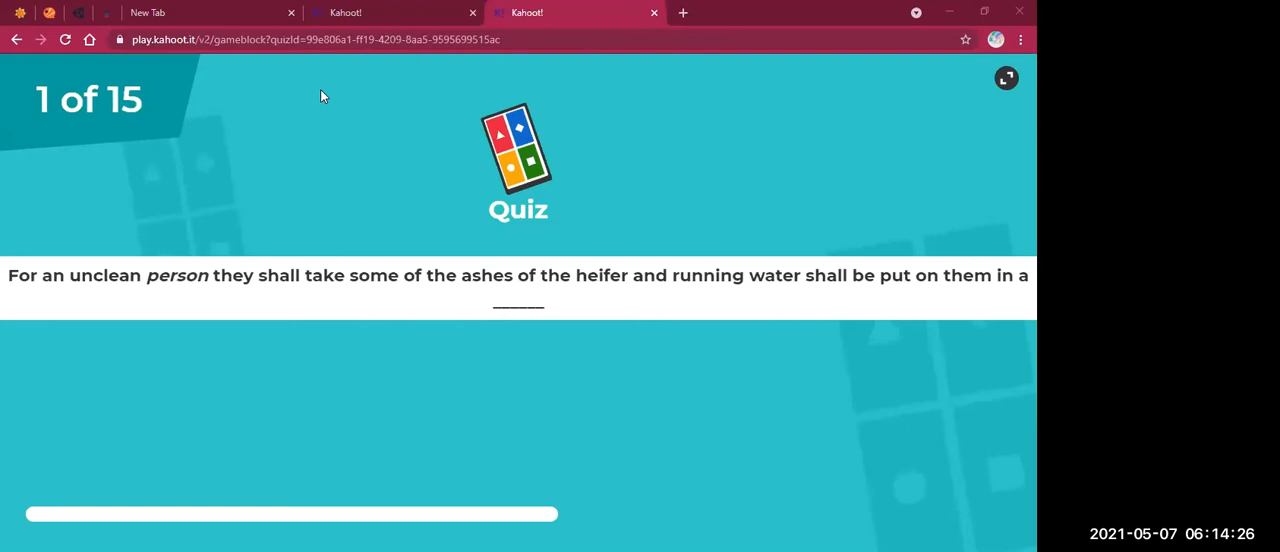 New Tab
Kahoot!
Kahoot!
play.kahoot.it/v2/gameblock?quizId=99e806a1-ff19-4209-8aa5-9595699515ac
1 of 15
Quiz
For an unclean person they shall take some of the ashes of the heifer and running water shall be put on them in a
______
2021-05-07 06:14:26